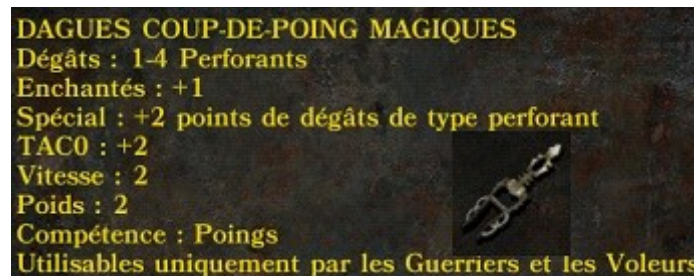 DAGUES COUP-DE-POING MAGIQUES
Dégâts : 1-4 Perforants
Enchantés : +1
Spécial : +2 points de dégâts de type perforant
TAC0 : +2
Vitesse : 2
Poids : 2
Compétence : Poings
Utilisables uniquement par les Guerriers et les Voleurs